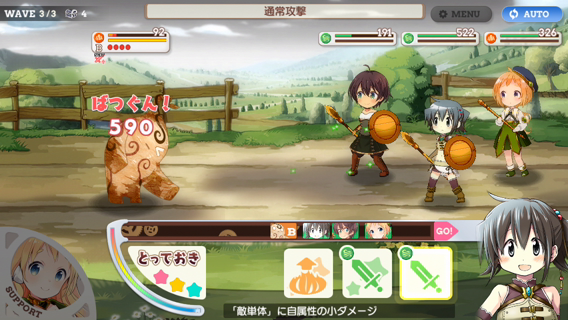 WAVE 3/3 4
通常攻撃
MENU
AUTO
92
191
522
326
ばつぐん!
590
B
GO!
とっておき
SUPPORT
「敵単体」に自属性の小ダメージ